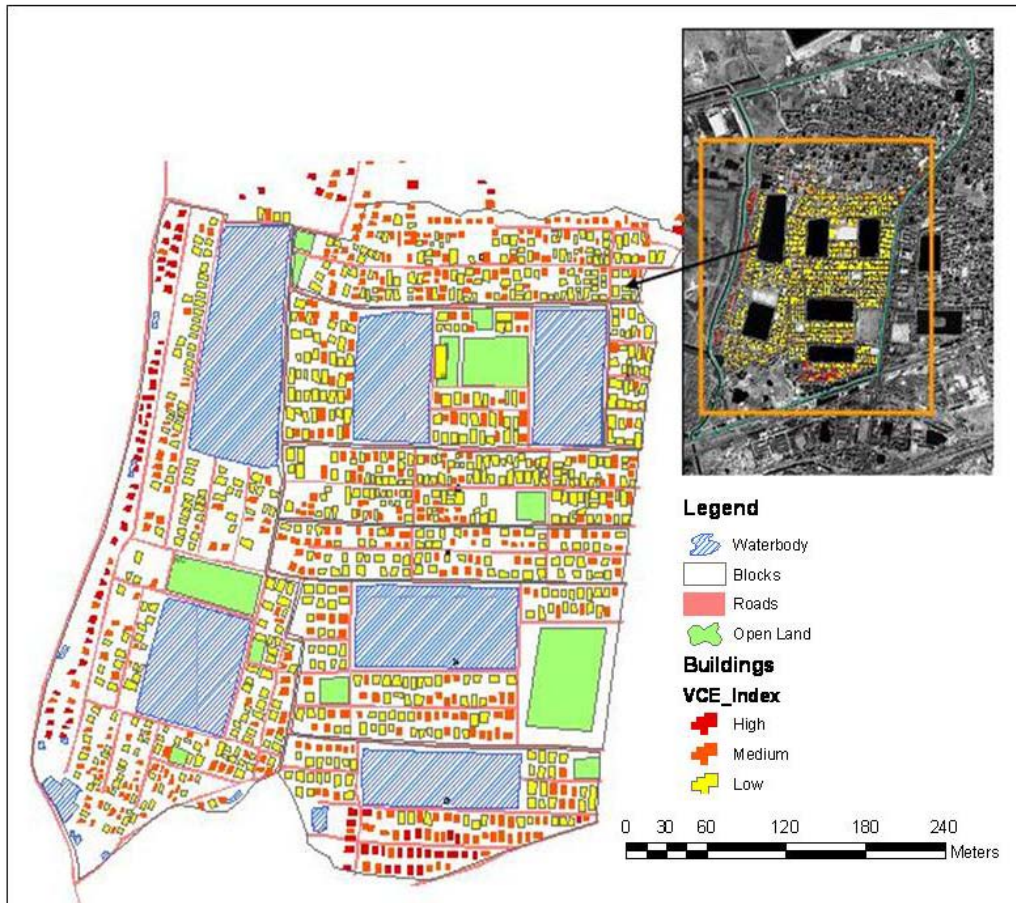 Legend
Waterbody
Blocks
Roads
Open Land
Buildings
VCE_Index
High
Medium
Low
0 30 60 120 180 240
Meters